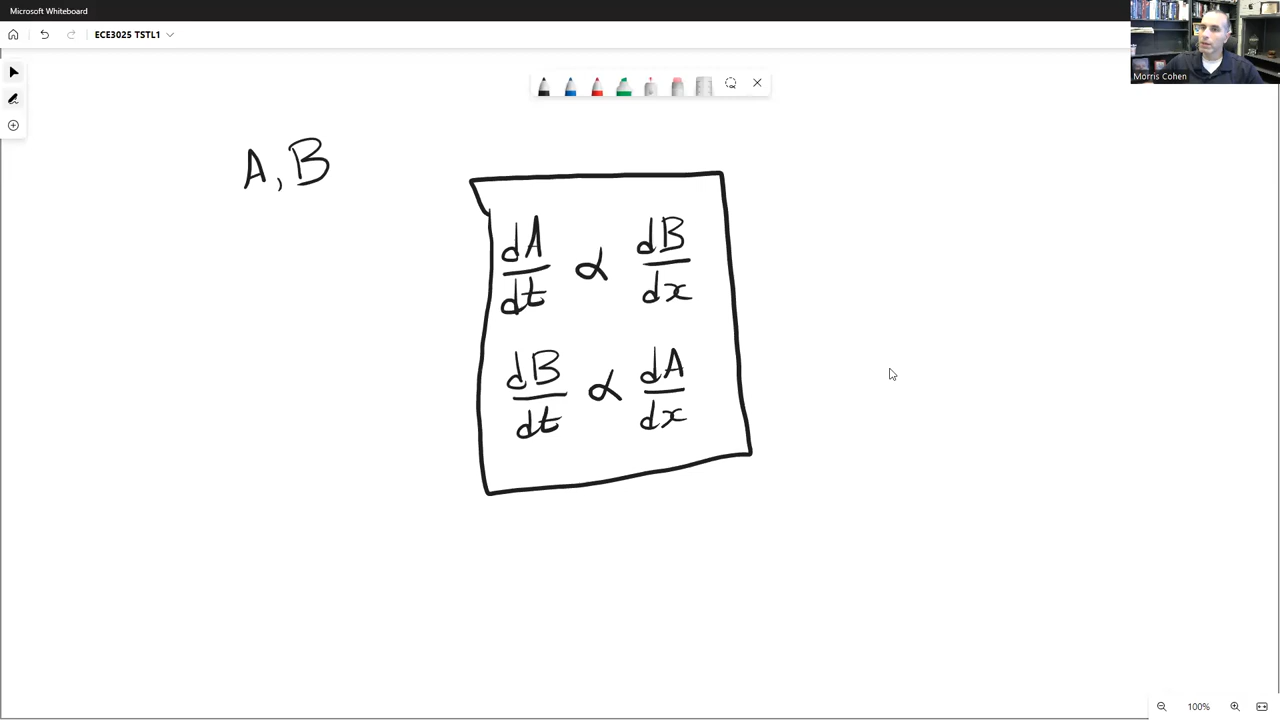 Microsoft Whiteboard
ECE3025 TSTL1
Morris Cohen
A, B
dA/dt ∝ dB/dx
dB/dt ∝ dA/dx
100%